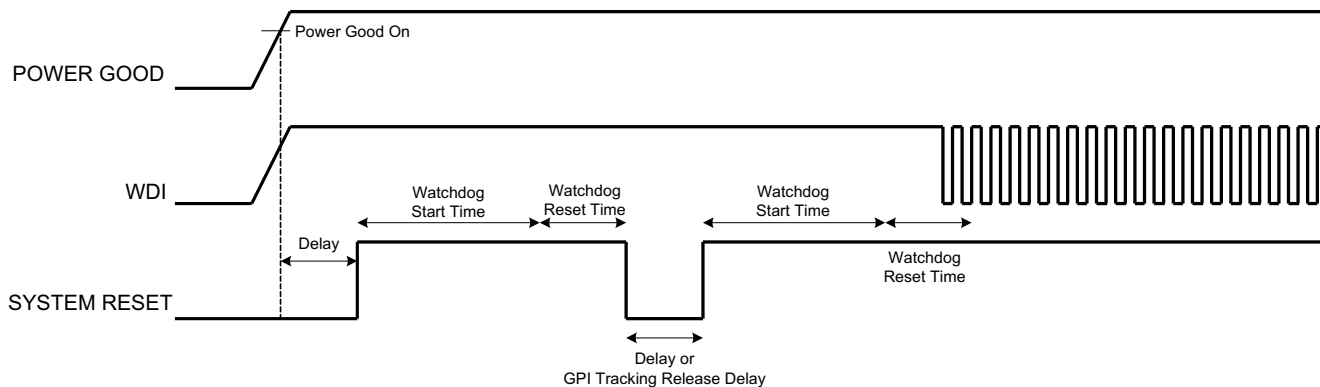 Power Good On
POWER GOOD
WDI
Watchdog
Start Time
Watchdog
Reset Time
Watchdog
Start Time
Delay
Watchdog
Reset Time
SYSTEM RESET
Delay or
GPI Tracking Release Delay